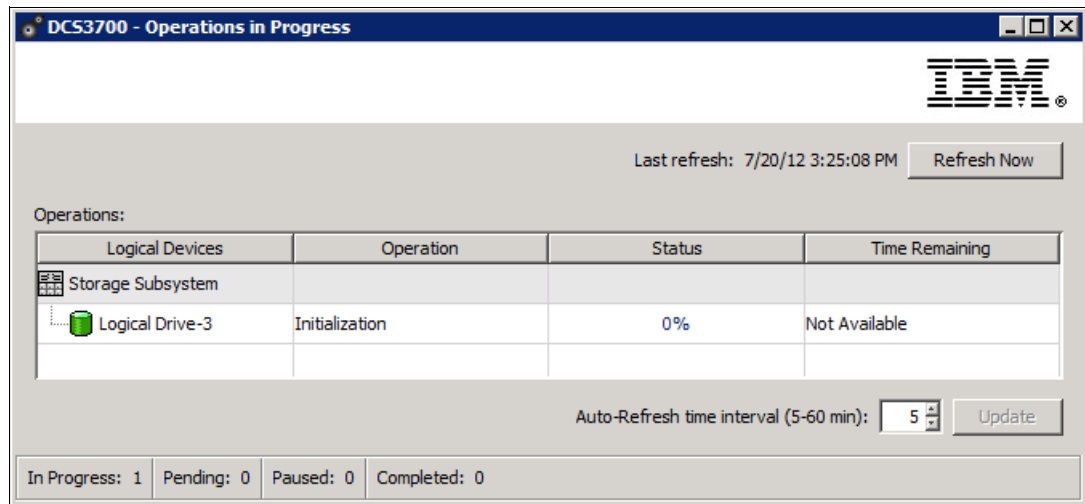 DCS3700 - Operations in Progress
IBM®
Last refresh: 7/20/12 3:25:08 PM Refresh Now
Operations:
Logical Devices Operation Status Time Remaining
Storage Subsystem
Logical Drive-3 Initialization 0% Not Available
Auto-Refresh time interval (5-60 min): 5 Update
In Progress: 1 Pending: 0 Paused: 0 Completed: 0